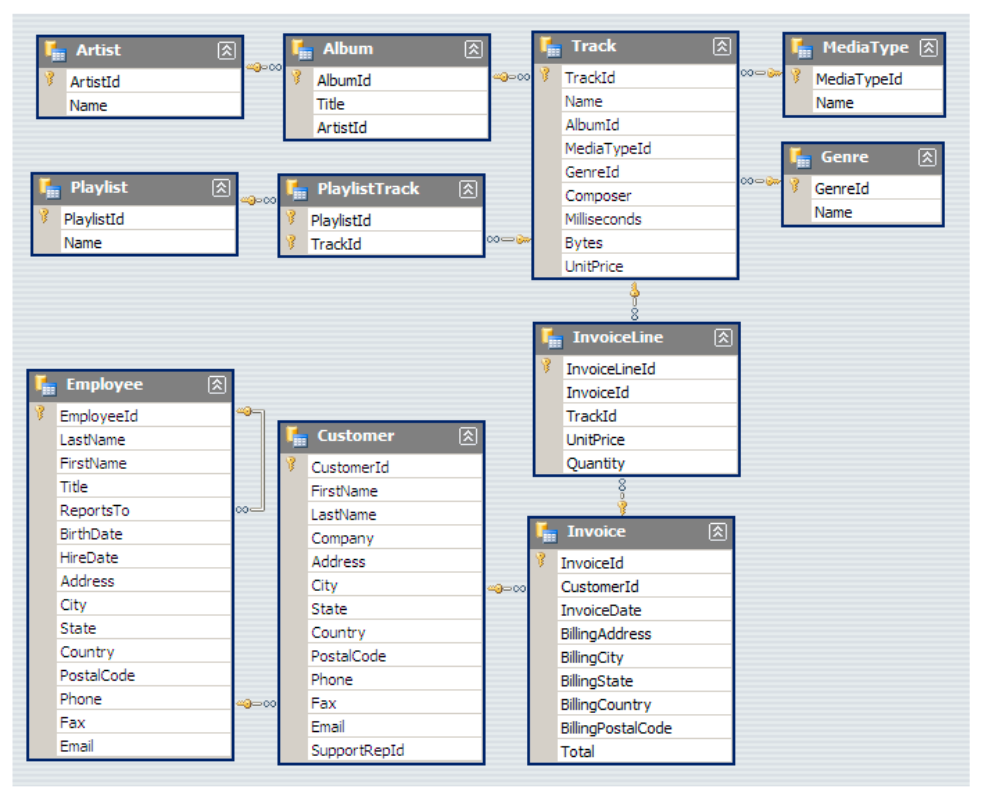 Artist
ArtistId
Name
Album
AlbumId
Title
ArtistId
Track
TrackId
Name
AlbumId
MediaTypeId
GenreId
Composer
Milliseconds
Bytes
UnitPrice
MediaType
MediaTypeId
Name
Genre
GenreId
Name
Playlist
PlaylistId
Name
PlaylistTrack
PlaylistId
TrackId
InvoiceLine
InvoiceLineId
InvoiceId
TrackId
UnitPrice
Quantity
Employee
EmployeeId
LastName
FirstName
Title
ReportsTo
BirthDate
HireDate
Address
City
State
Country
PostalCode
Phone
Fax
Email
Customer
CustomerId
FirstName
LastName
Company
Address
City
State
Country
PostalCode
Phone
Fax
Email
SupportRepId
Invoice
InvoiceId
CustomerId
InvoiceDate
BillingAddress
BillingCity
BillingState
BillingCountry
BillingPostalCode
Total